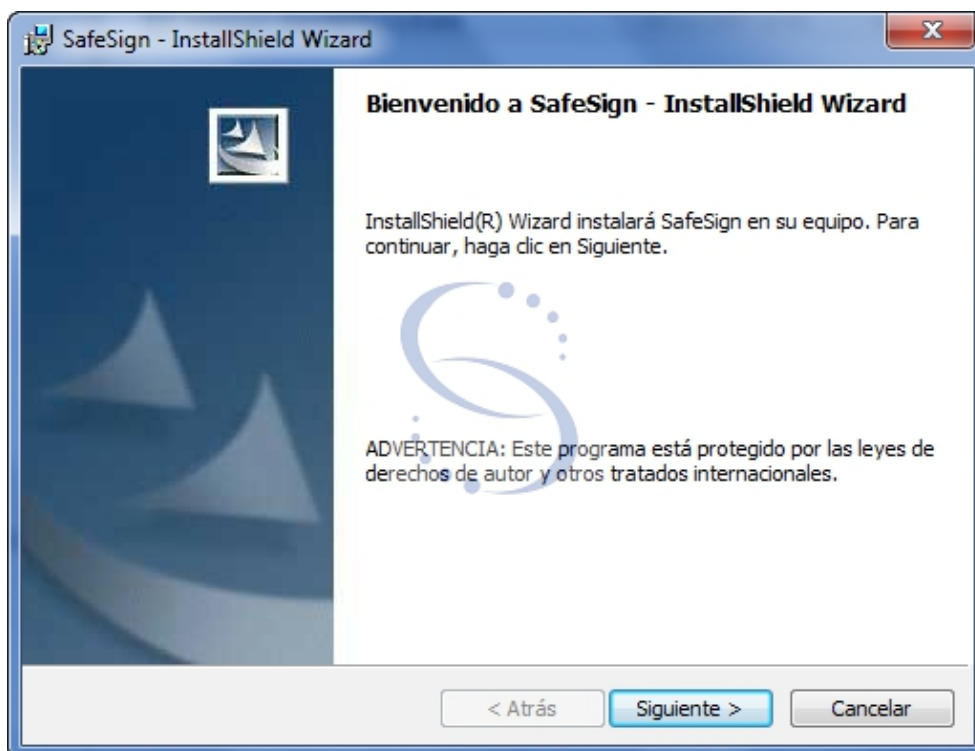 SafeSign - InstallShield Wizard
Bienvenido a SafeSign - InstallShield Wizard
InstallShield(R) Wizard instalará SafeSign en su equipo. Para
continuar, haga clic en Siguiente.
ADVERTENCIA: Este programa está protegido por las leyes de
derechos de autor y otros tratados internacionales.
< Atrás
Siguiente >
Cancelar